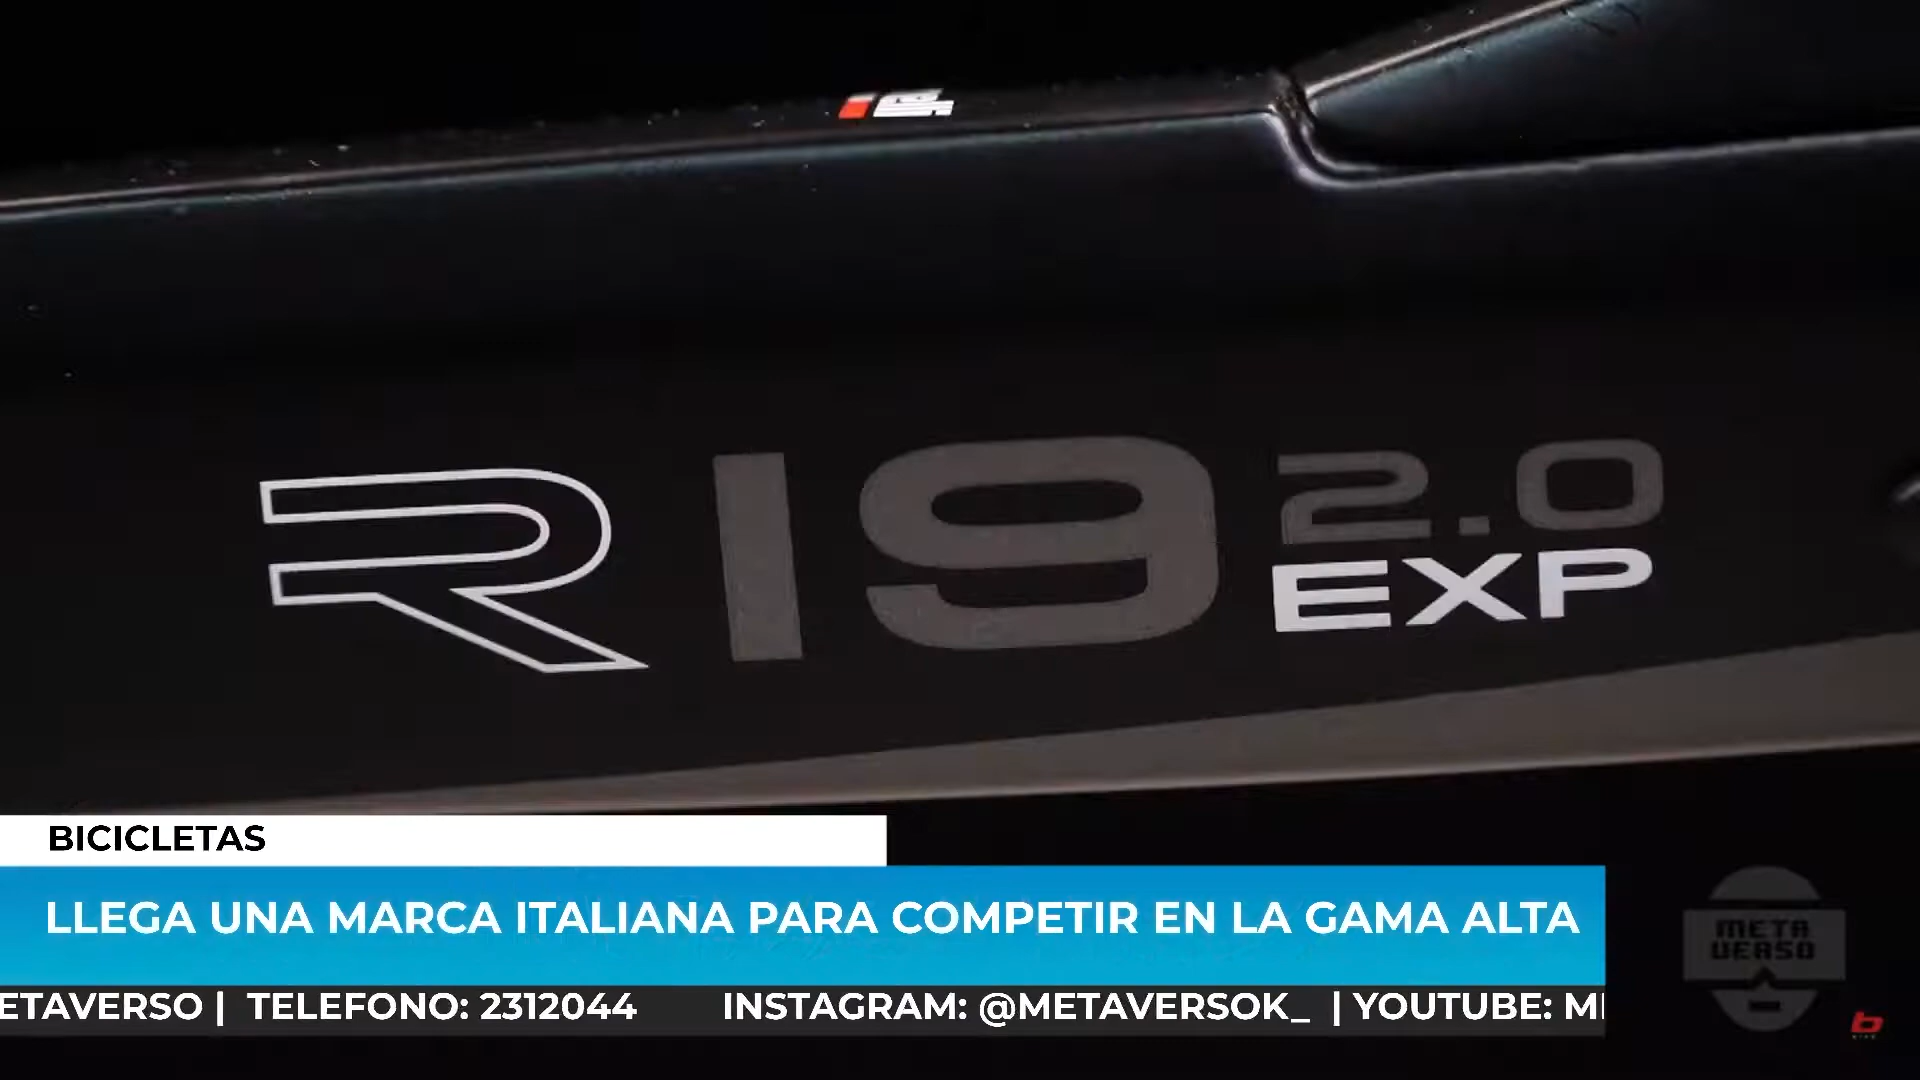 R19 2.0
EXP
BICICLETAS
LLEGA UNA MARCA ITALIANA PARA COMPETIR EN LA GAMA ALTA
ETAVERSO | TELEFONO: 2312044 INSTAGRAM: @METAVERSOK_ | YOUTUBE:
META
VERSO
b